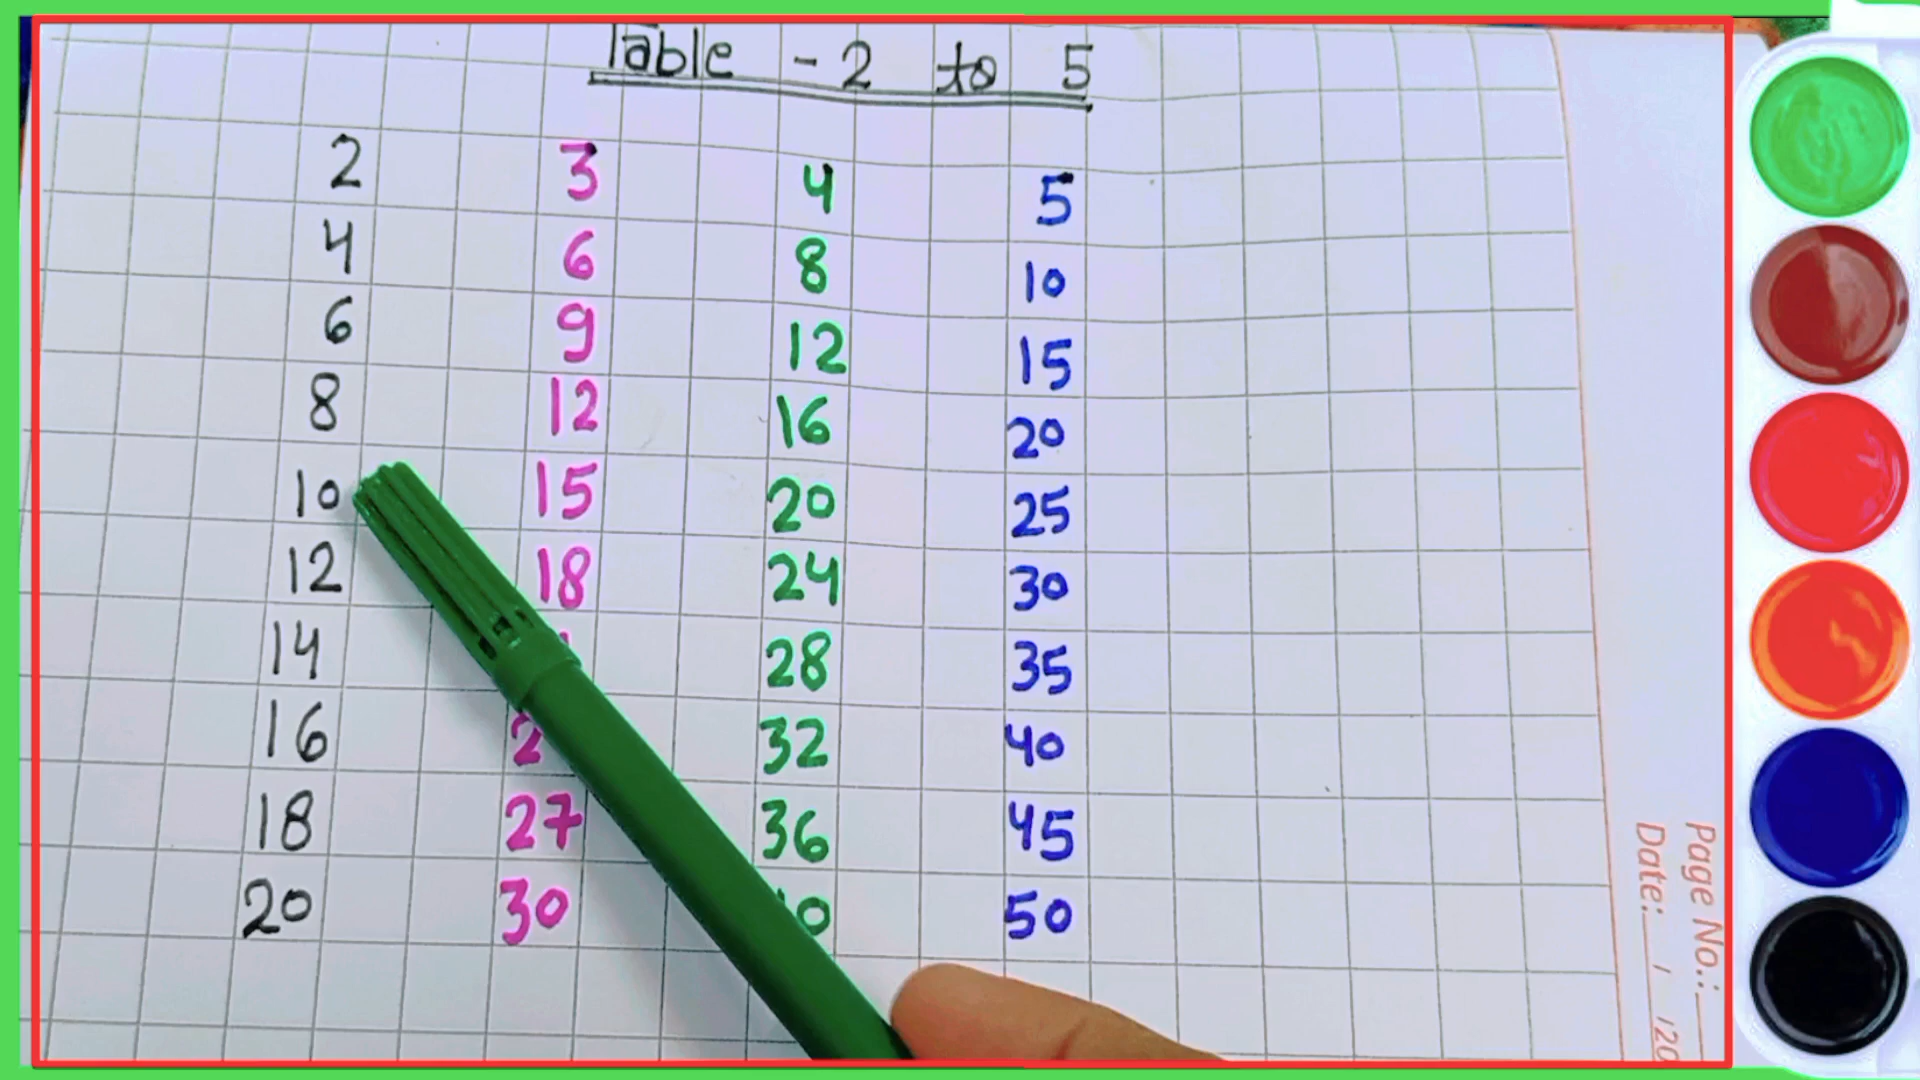 Table - 2 to 5
2 3 4 5
4 6 8 10
6 9 12 15
8 12 16 20
10 15 20 25
12 18 24 30
14 28 35
16 32 40
18 27 36 45
20 30 50
Page No.:
Date: / /20